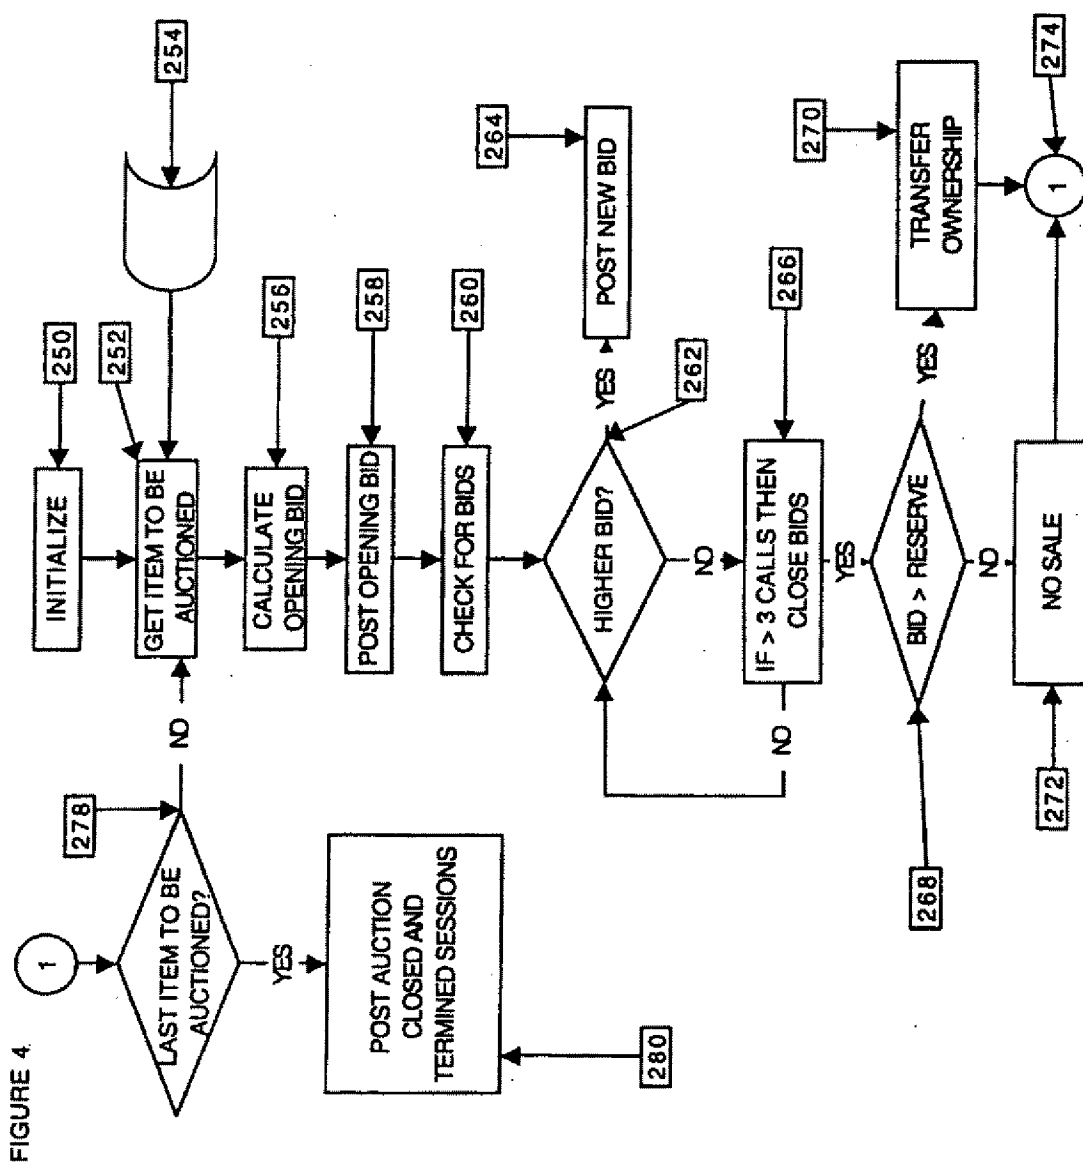 FIGURE 4.
1
LAST ITEM TO BE
AUCTIONED?
278
NO
YES
POST AUCTION
CLOSED AND
TERMINED SESSIONS
280
INITIALIZE
250
GET ITEM TO BE
AUCTIONED
252
254
CALCULATE
OPENING BID
256
POST OPENING BID
258
CHECK FOR BIDS
260
HIGHER BID?
262
YES
POST NEW BID
264
NO
IF > 3 CALLS THEN
CLOSE BIDS
266
NO
YES
BID > RESERVE
268
YES
TRANSFER
OWNERSHIP
270
NO
NO SALE
272
1
274